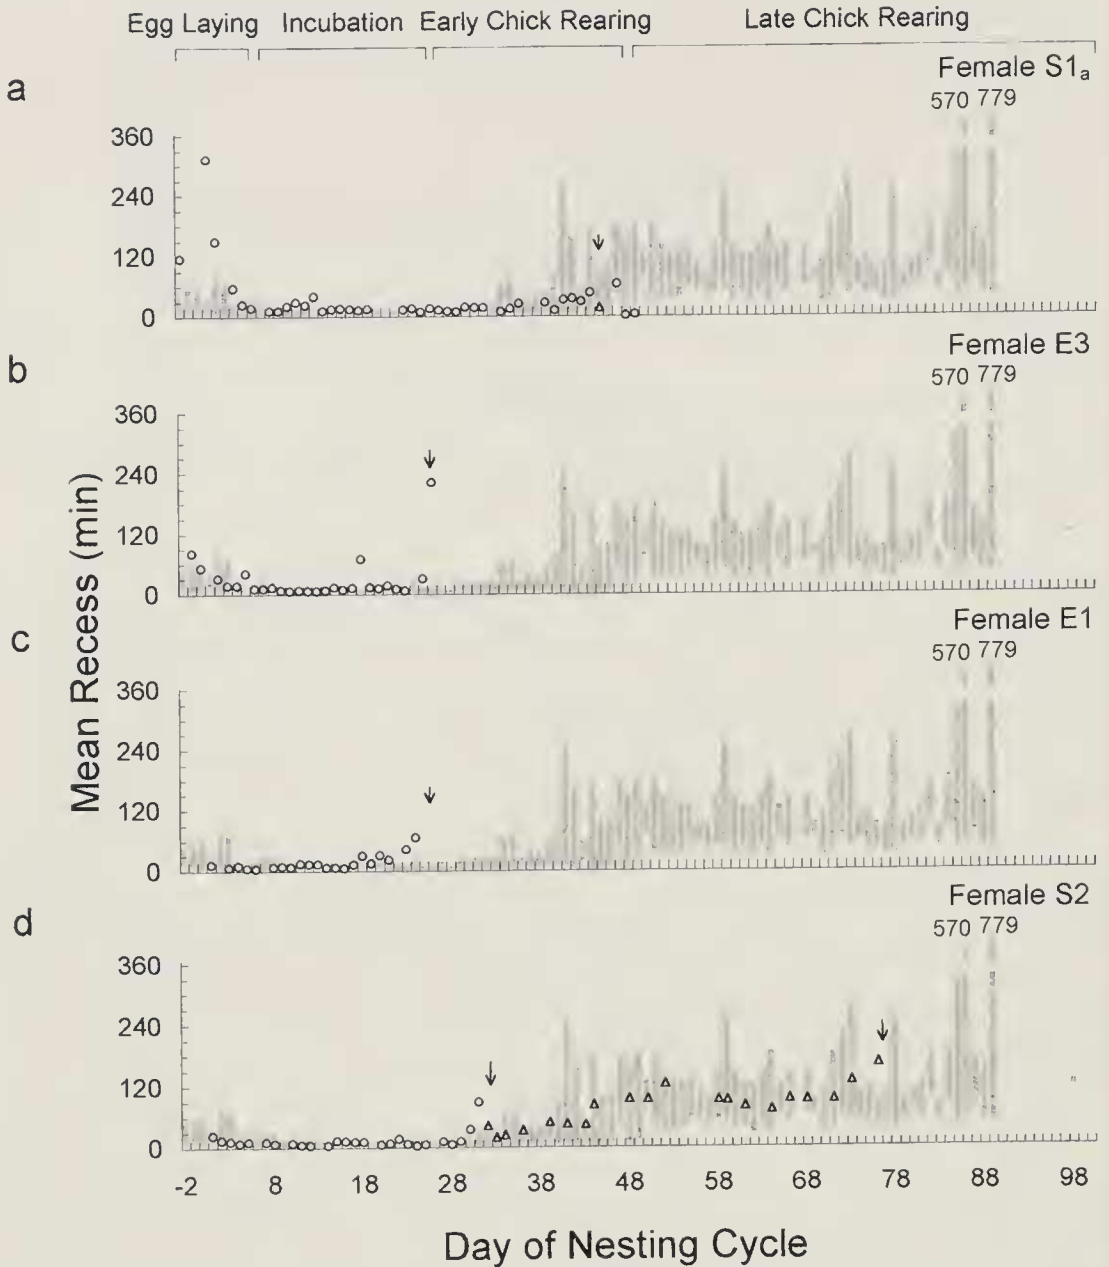 Egg Laying Incubation Early Chick Rearing Late Chick Rearing
a
Female S1a
570 779
360
240
120
0
b
Female E3
570 779
360
240
120
0
c
Female E1
570 779
360
240
120
0
d
Female S2
570 779
360
240
120
0
Mean Recess (min)
-2 8 18 28 38 48 58 68 78 88 98
Day of Nesting Cycle